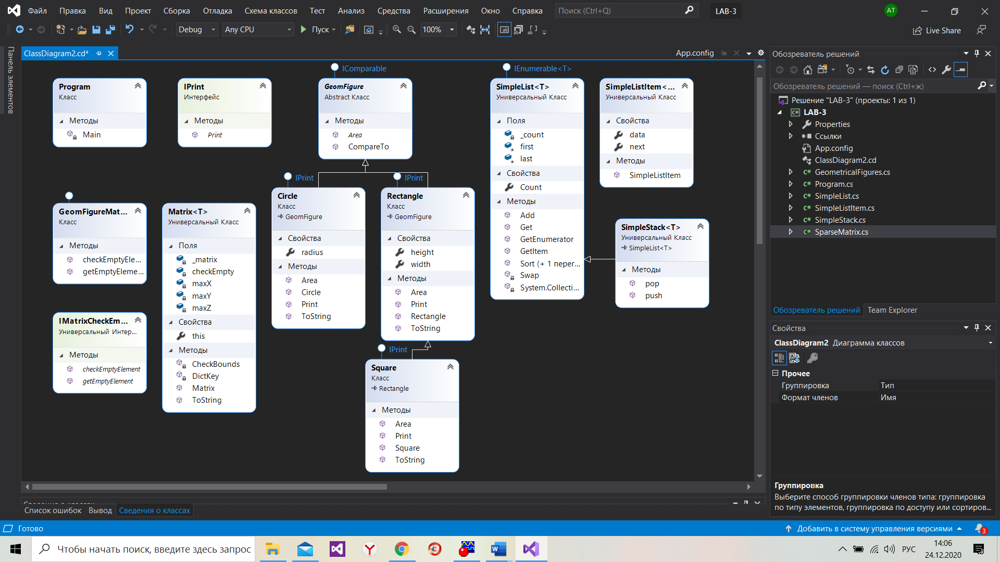 Файл Правка Вид Проект Сборка Отладка Схема классов Тест Анализ Средства Расширения Окно Справка Поиск (Ctrl+Q) LAB-3 AT
Debug Any CPU Пуск 100% Live Share
Панель элементов
ClassDiagram2.cd* App.config
IComparable
IEnumerable<T>
Program
Класс
Методы
Main
IPrint
Интерфейс
Методы
Print
GeomFigure
Abstract Класс
Методы
Area
CompareTo
SimpleList<T>
Универсальный Класс
Поля
_count
first
last
Свойства
Count
Методы
Add
Get
GetEnumerator
GetItem
Sort (+ 1 перег...
Swap
System.Collecti...
SimpleListItem<...
Универсальный Класс
Свойства
data
next
Методы
SimpleListItem
GeomFigureMat...
Класс
Методы
checkEmptyEle...
getEmptyEleme...
Matrix<T>
Универсальный Класс
Поля
_matrix
checkEmpty
maxX
maxY
maxZ
Свойства
this
Методы
CheckBounds
DictKey
Matrix
ToString
IPrint
Circle
Класс
GeomFigure
Свойства
radius
Методы
Area
Circle
Print
ToString
IPrint
Rectangle
Класс
GeomFigure
Свойства
height
width
Методы
Area
Print
Rectangle
ToString
SimpleStack<T>
Универсальный Класс
SimpleList<T>
Методы
pop
push
IMatrixCheckEm...
Универсальный Интер...
Методы
checkEmptyElement
getEmptyElement
IPrint
Square
Класс
Rectangle
Методы
Area
Print
Square
ToString
Обозреватель решений
Обозреватель решений — поиск (Ctrl+ж)
Решение "LAB-3" (проекты: 1 из 1)
LAB-3
Properties
Ссылки
App.config
ClassDiagram2.cd
GeometricalFigures.cs
Program.cs
SimpleList.cs
SimpleListItem.cs
SimpleStack.cs
SparseMatrix.cs
Обозреватель решений Team Explorer
Свойства
ClassDiagram2 Диаграмма классов
Прочее
Группировка Тип
Формат членов Имя
Группировка
Выберите способ группировки членов типа: группировка
по типу элементов, группировка по доступу или сортиров...
Сведения о классах
Список ошибок Вывод Сведения о классах
Готово Добавить в систему управления версиями 3
Чтобы начать поиск, введите здесь запрос РУС 14:06
24.12.2020